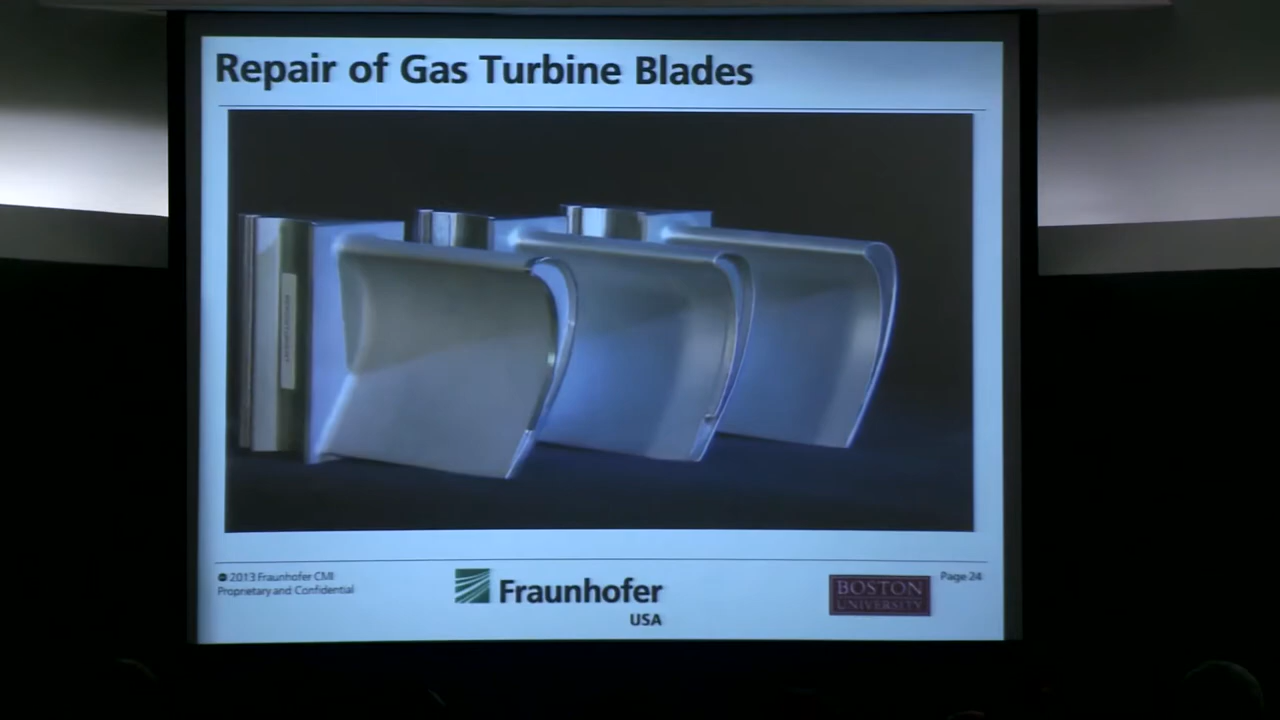 Repair of Gas Turbine Blades
© 2013 Fraunhofer CMI
Proprietary and Confidential
Fraunhofer
USA
BOSTON
UNIVERSITY
Page 24